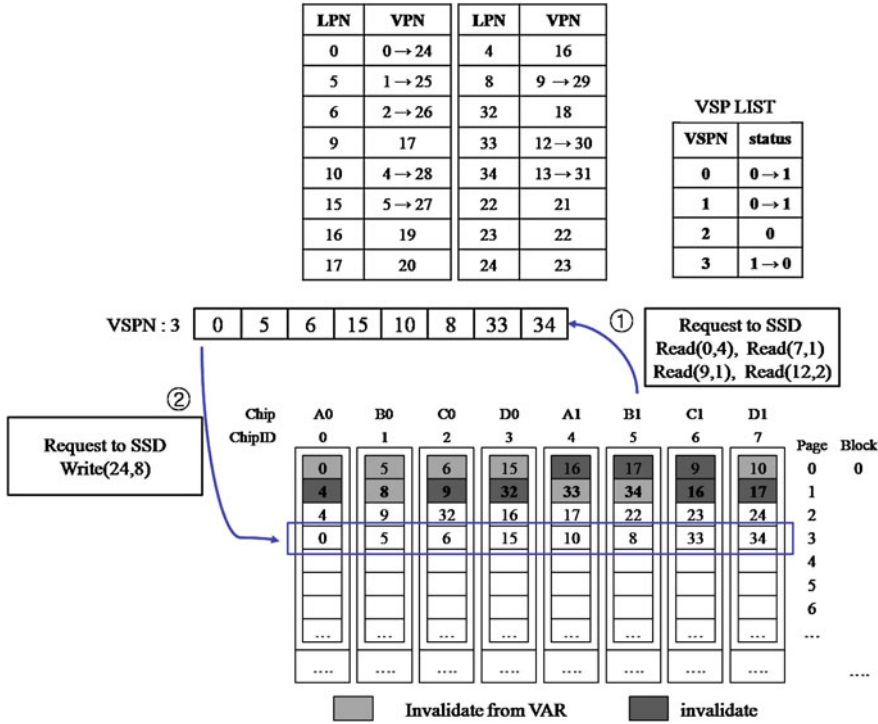 LPN VPN LPN VPN
0 0→24 4 16
5 1→25 8 9→29
6 2→26 32 18
9 17 33 12→30
10 4→28 34 13→31
15 5→27 22 21
16 19 23 22
17 20 24 23
VSP LIST
VSPN status
0 0→1
1 0→1
2 0
3 1→0
VSPN : 3 0 5 6 15 10 8 33 34
①
Request to SSD
Read(0,4), Read(7,1)
Read(9,1), Read(12,2)
②
Request to SSD
Write(24,8)
Chip A0 B0 C0 D0 A1 B1 C1 D1
ChipID 0 1 2 3 4 5 6 7
Page Block
0 5 6 15 16 17 9 10 0 0
4 8 9 32 33 34 16 17 1
4 9 32 16 17 22 23 24 2
0 5 6 15 10 8 33 34 3
4
5
6
... ... ... ... ... ... ... ... ...
.... .... .... .... .... .... .... .... ....
Invalidate from VAR invalidate